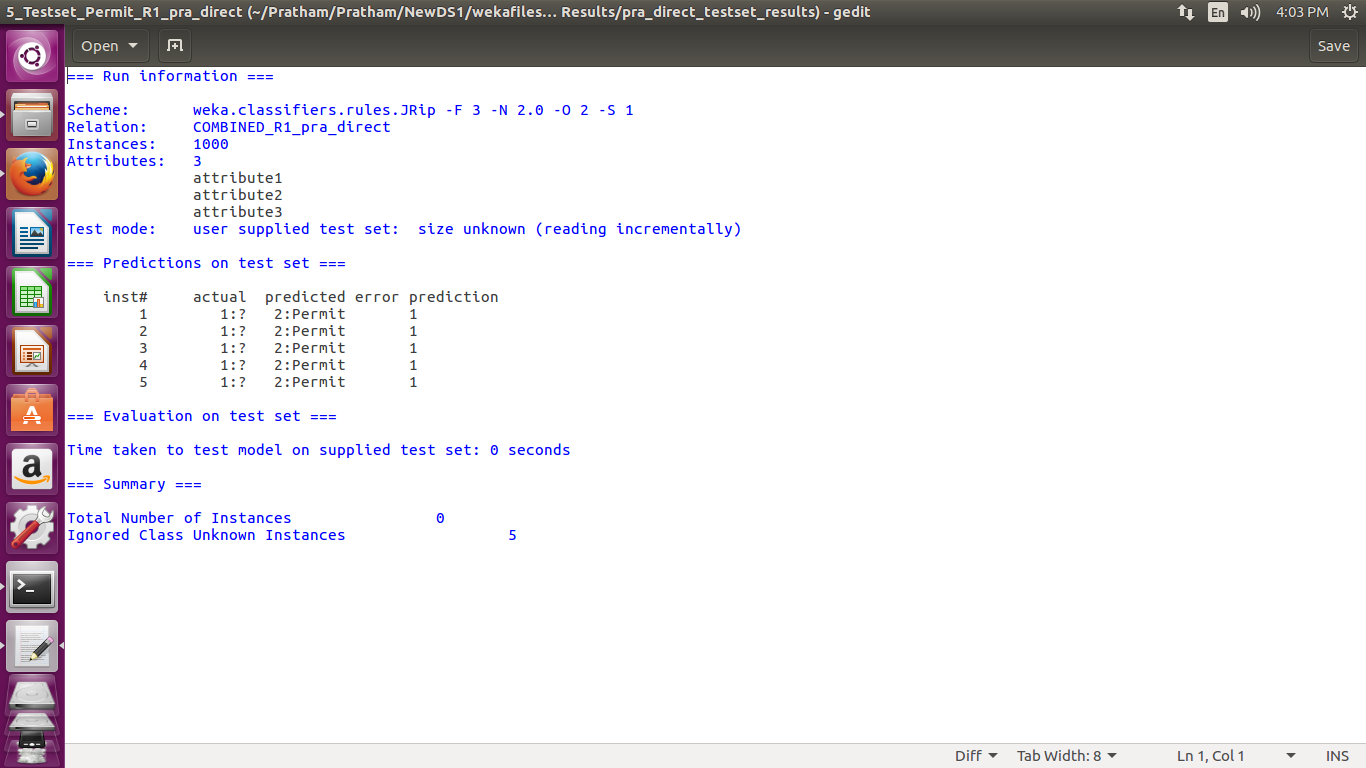 5_Testset_Permit_R1_pra_direct (~/Pratham/Pratham/NewDS1/wekafiles... Results/pra_direct_testset_results) - gedit
En
4:03 PM
Open
Save
=== Run information ===
Scheme: weka.classifiers.rules.JRip -F 3 -N 2.0 -O 2 -S 1
Relation: COMBINED_R1_pra_direct
Instances: 1000
Attributes: 3
attribute1
attribute2
attribute3
Test mode: user supplied test set: size unknown (reading incrementally)
=== Predictions on test set ===
inst# actual predicted error prediction
1 1:? 2:Permit 1
2 1:? 2:Permit 1
3 1:? 2:Permit 1
4 1:? 2:Permit 1
5 1:? 2:Permit 1
=== Evaluation on test set ===
Time taken to test model on supplied test set: 0 seconds
=== Summary ===
Total Number of Instances 0
Ignored Class Unknown Instances 5
Diff Tab Width: 8 Ln 1, Col 1 INS